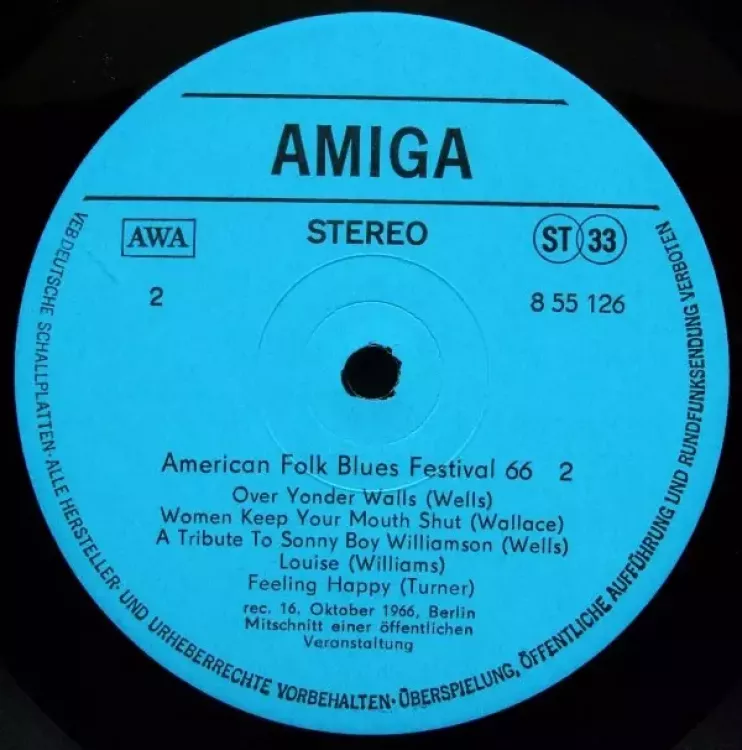 AMIGA
AWA
STEREO
ST 33
2
8 55 126
American Folk Blues Festival 66 2
Over Yonder Walls (Wells)
Women Keep Your Mouth Shut (Wallace)
A Tribute To Sonny Boy Williamson (Wells)
Louise (Williams)
Feeling Happy (Turner)
rec. 16. Oktober 1966, Berlin
Mitschnitt einer öffentlichen
Veranstaltung
VEB DEUTSCHE SCHALLPLATTEN · ALLE HERSTELLER- UND URHEBERRECHTE VORBEHALTEN · ÜBERSPIELUNG, ÖFFENTLICHE AUFFÜHRUNG UND RUNDFUNKSENDUNG VERBOTEN